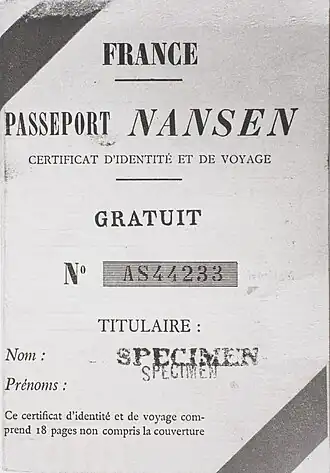 FRANCE
PASSEPORT NANSEN
CERTIFICAT D'IDENTITÉ ET DE VOYAGE
GRATUIT
Nº AS44233
TITULAIRE :
Nom : SPECIMEN
SPECIMEN
Prénoms :
Ce certificat d'identité et de voyage com-
prend 18 pages non compris la couverture